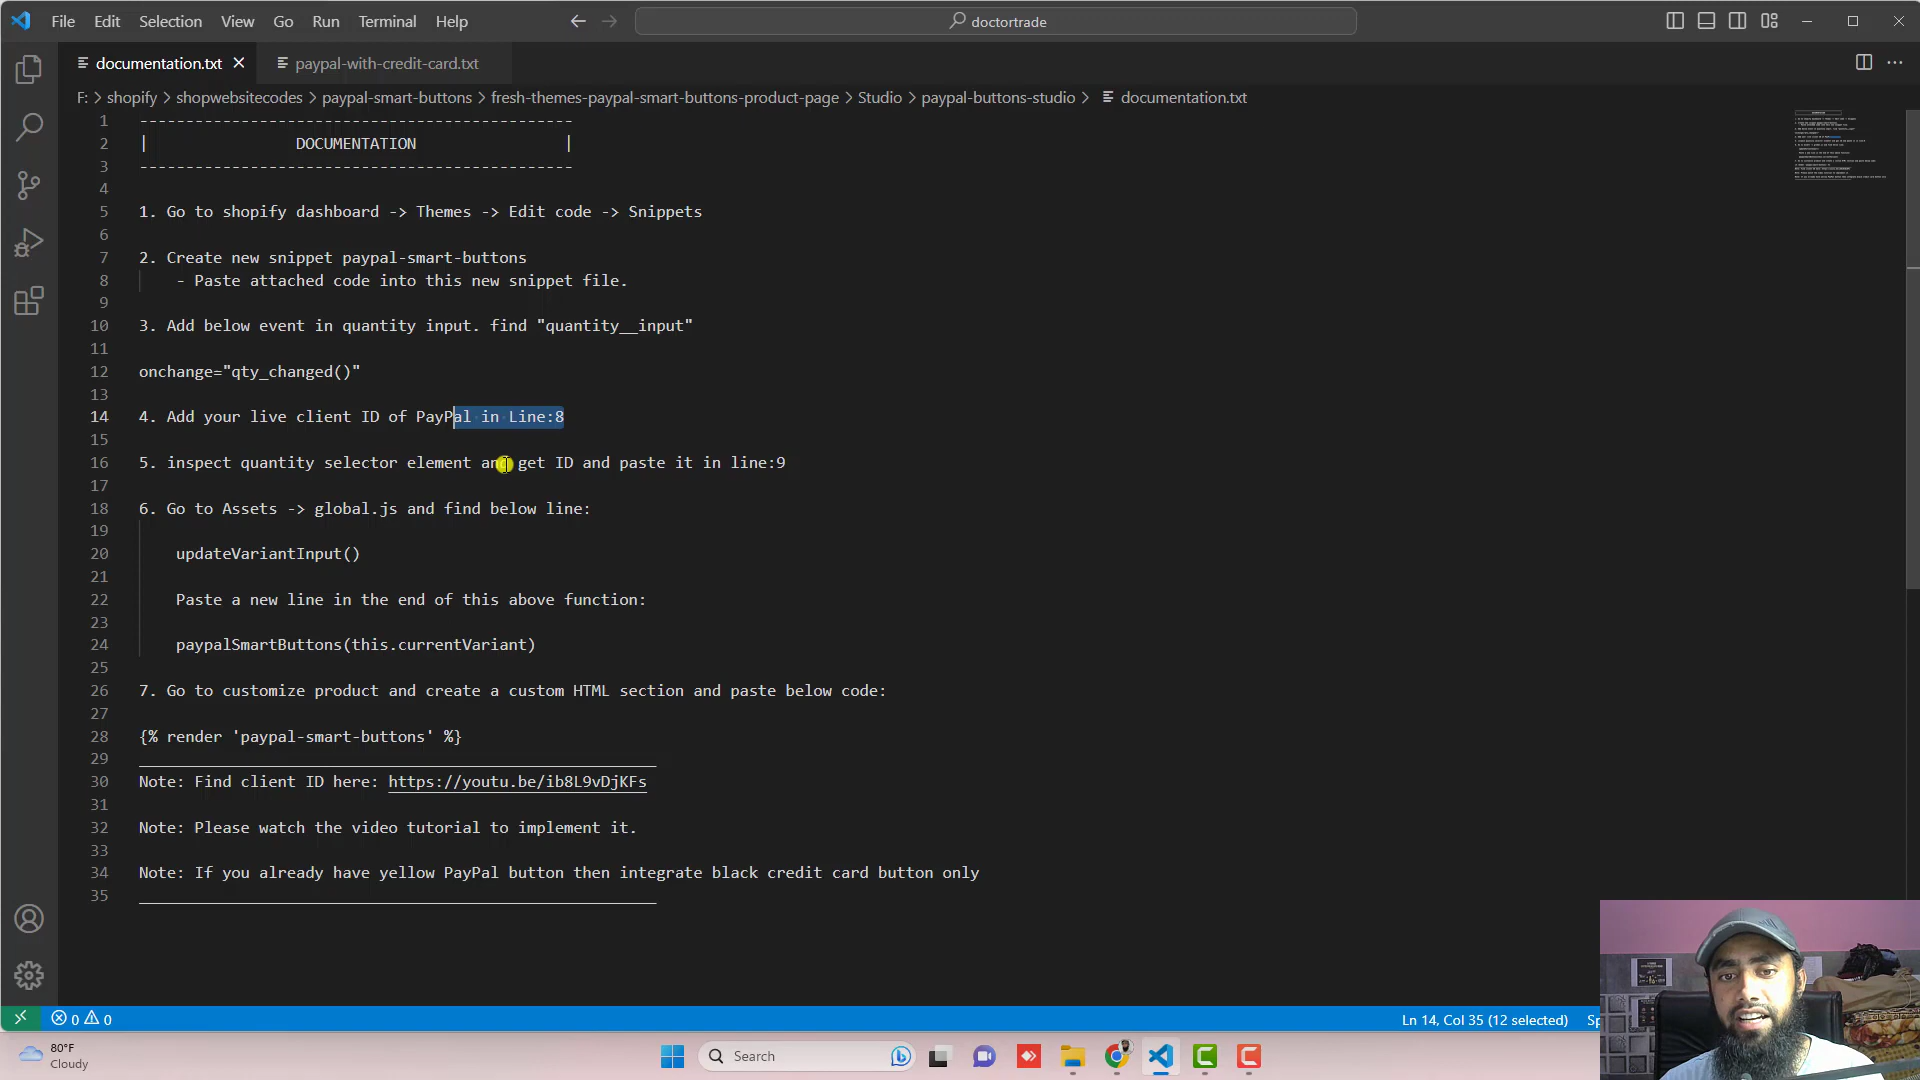 File Edit Selection View Go Run Terminal Help
doctortrade
documentation.txt
paypal-with-credit-card.txt
F: > shopify > shopwebsitecodes > paypal-smart-buttons > fresh-themes-paypal-smart-buttons-product-page > Studio > paypal-buttons-studio > documentation.txt
1 -----------------------------------------------
2 | DOCUMENTATION |
3 -----------------------------------------------
4
5 1. Go to shopify dashboard -> Themes -> Edit code -> Snippets
6
7 2. Create new snippet paypal-smart-buttons
8 - Paste attached code into this new snippet file.
9
10 3. Add below event in quantity input. find "quantity__input"
11
12 onchange="qty_changed()"
13
14 4. Add your live client ID of PayPal in Line:8
15
16 5. inspect quantity selector element and get ID and paste it in line:9
17
18 6. Go to Assets -> global.js and find below line:
19
20 updateVariantInput()
21
22 Paste a new line in the end of this above function:
23
24 paypalSmartButtons(this.currentVariant)
25
26 7. Go to customize product and create a custom HTML section and paste below code:
27
28 {% render 'paypal-smart-buttons' %}
29
30 Note: Find client ID here: https://youtu.be/ib8L9vDjKFs
31
32 Note: Please watch the video tutorial to implement it.
33
34 Note: If you already have yellow PayPal button then integrate black credit card button only
35
0 0
Ln 14, Col 35 (12 selected)
Sp
80°F
Cloudy
Search